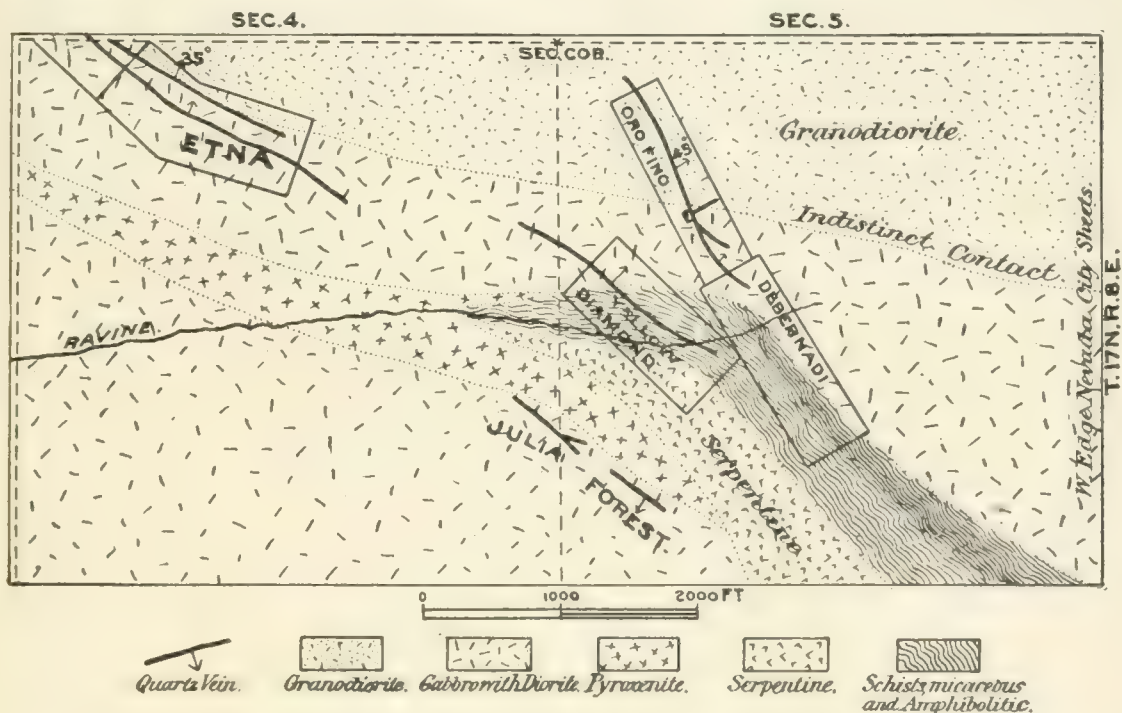 SEC. 4.
SEC. 5.
SEC. COR.
35°
ETNA
ORO FINO
45°
Granodiorite
Indistinct Contact.
W. Edge Nevada City Sheets.
T. 17 N. R. 8 E.
RAVINE
YELLOW
DIAMOND.
DEBERNADI
JULIA
FOREST
Serpentine
0 1000 2000 FT
Quartz Vein.
Granodiorite.
Gabbro with Diorite.
Pyroxenite.
Serpentine.
Schists, micaceous
and Amphibolitic.